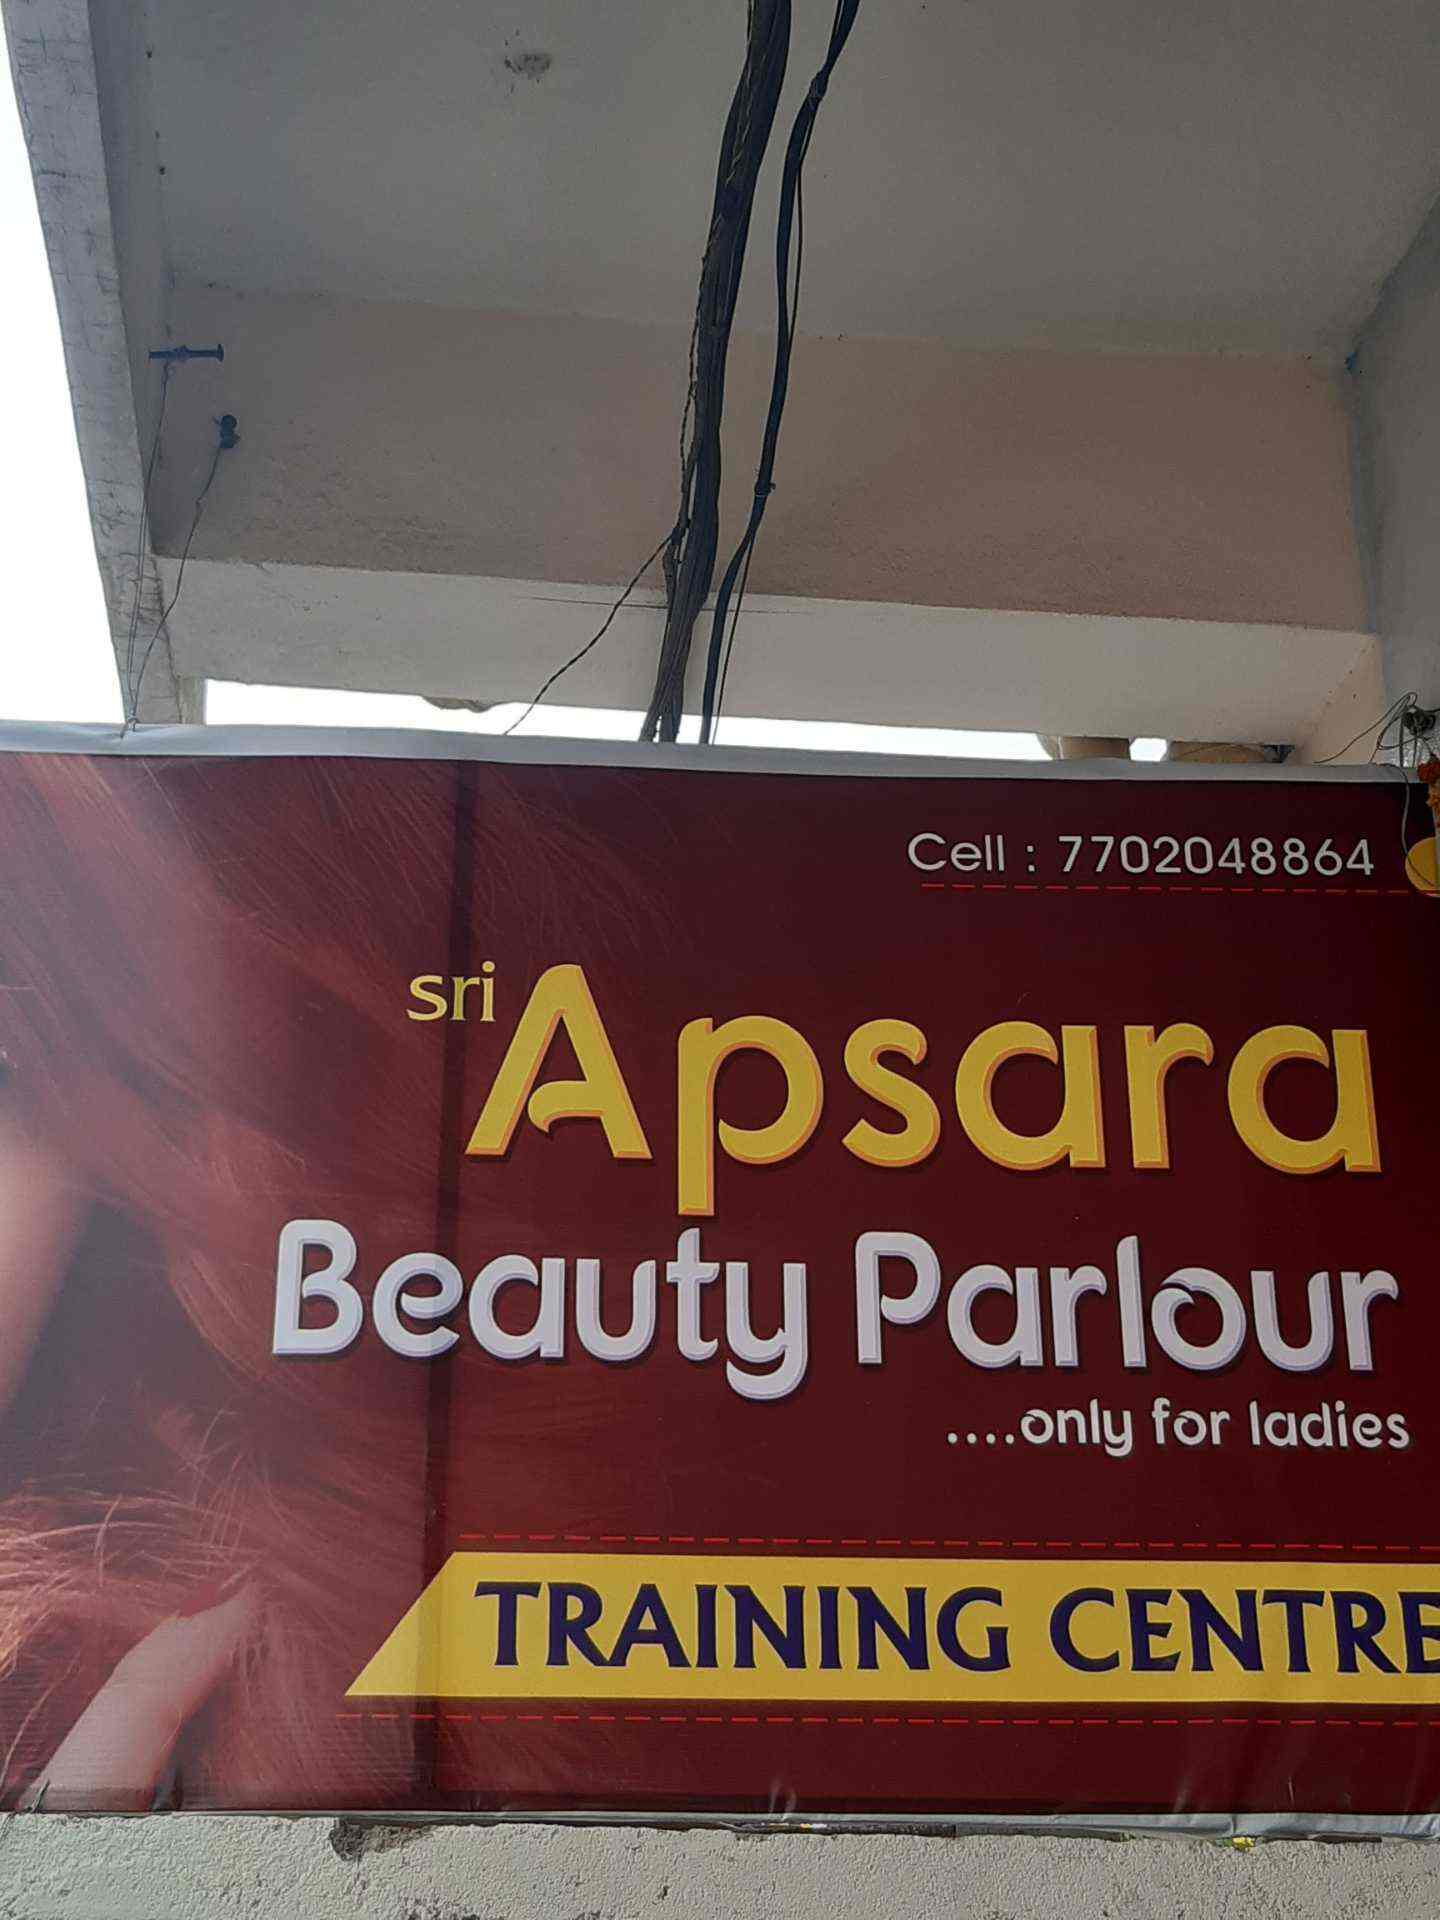 Cell : 7702048864
sri Apsara
Beauty Parlour
....only for ladies
TRAINING CENTRE